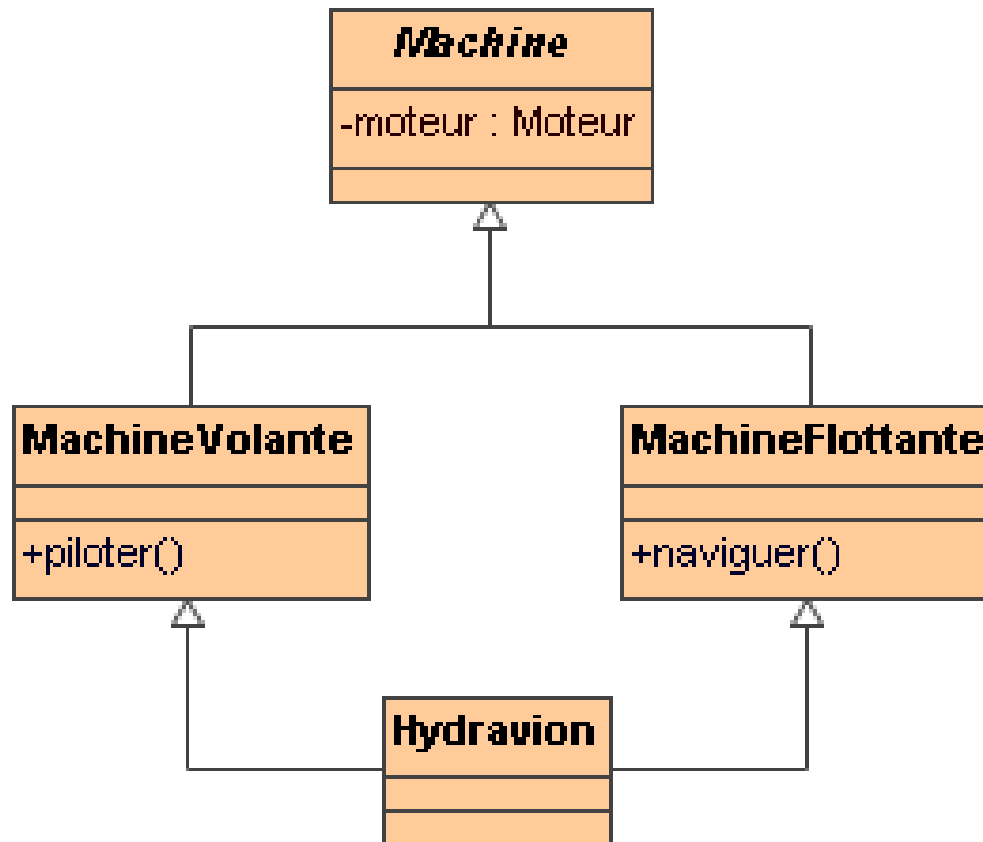 Machine
-moteur : Moteur
MachineVolante
+piloter()
MachineFlottante
+naviguer()
Hydravion